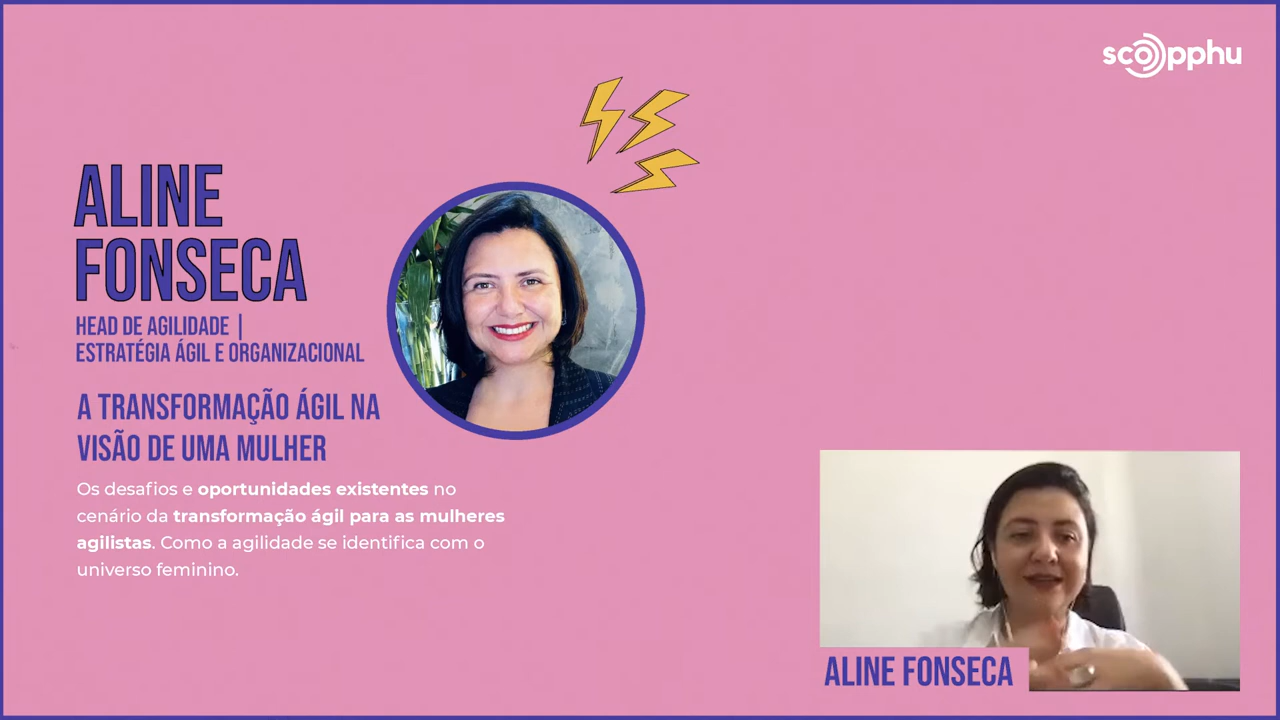 scopphu
ALINE
FONSECA
HEAD DE AGILIDADE |
ESTRATÉGIA ÁGIL E ORGANIZACIONAL
A TRANSFORMAÇÃO ÁGIL NA
VISÃO DE UMA MULHER
Os desafios e oportunidades existentes no
cenário da transformação ágil para as mulheres
agilistas. Como a agilidade se identifica com o
universo feminino.
ALINE FONSECA